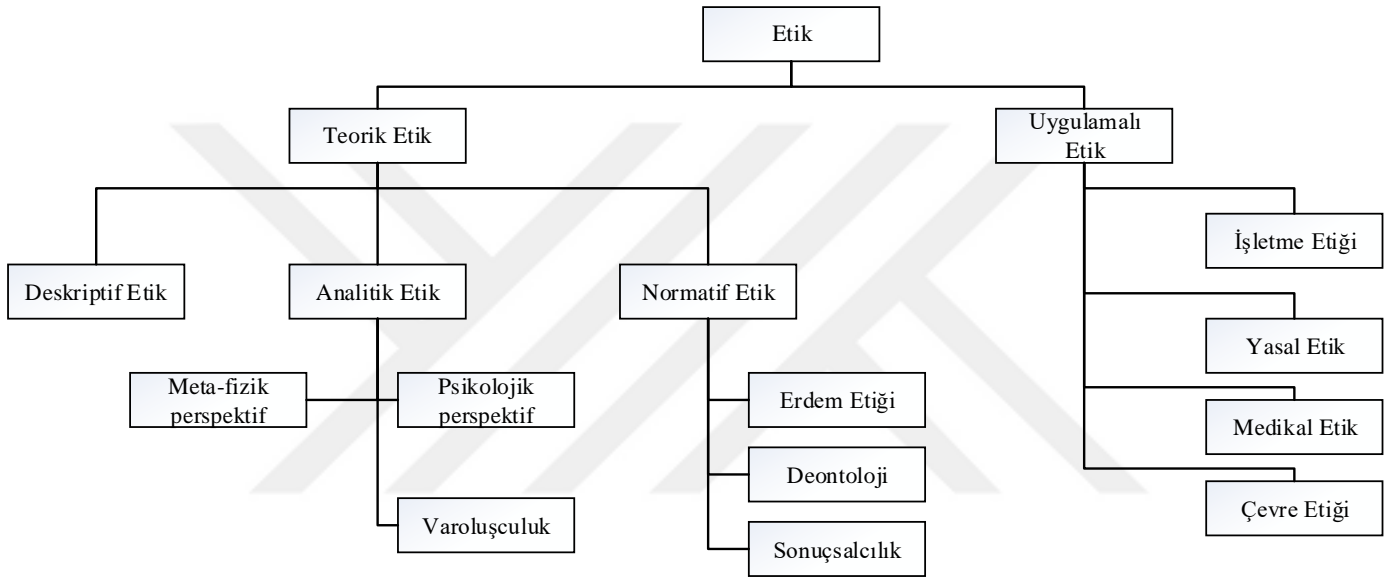 Etik
Teorik Etik
Uygulamalı
Etik
Deskriptif Etik
Analitik Etik
Normatif Etik
İşletme Etiği
Yasal Etik
Medikal Etik
Çevre Etiği
Meta-fizik
perspektif
Psikolojik
perspektif
Varoluşculuk
Erdem Etiği
Deontoloji
Sonuçsalcılık